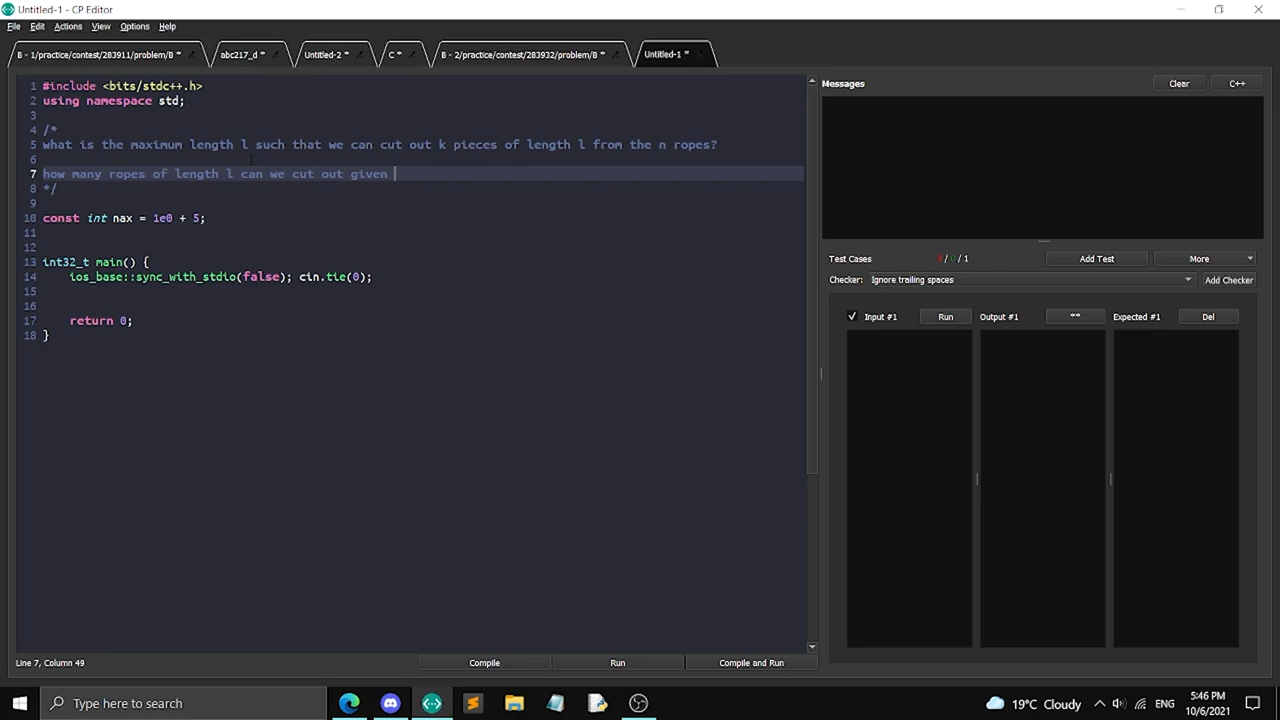 Untitled-1 - CP Editor
File Edit Actions View Options Help
B - 1/practice/contest/283911/problem/B * abc217_d * Untitled-2 * C * B - 2/practice/contest/283932/problem/B * Untitled-1 *
1 #include <bits/stdc++.h>
2 using namespace std;
3
4 /*
5 what is the maximum length l such that we can cut out k pieces of length l from the n ropes?
6
7 how many ropes of length l can we cut out given
8 */
9
10 const int nax = 1e0 + 5;
11
12
13 int32_t main() {
14 ios_base::sync_with_stdio(false); cin.tie(0);
15
16
17 return 0;
18 }
Messages
Clear
C++
Test Cases
0 / 0 / 1
Add Test
More
Checker:
Ignore trailing spaces
Add Checker
Input #1
Run
Output #1
**
Expected #1
Del
Line 7, Column 49
Compile
Run
Compile and Run
Type here to search
19°C Cloudy
ENG
5:46 PM
10/6/2021